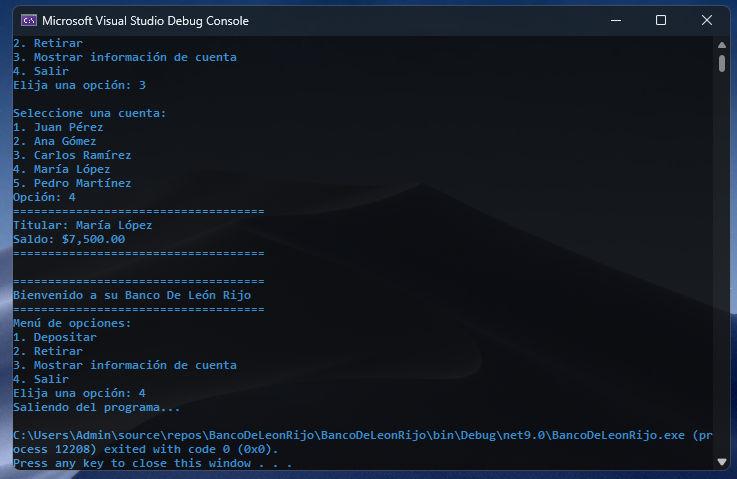 Microsoft Visual Studio Debug Console
2. Retirar
3. Mostrar información de cuenta
4. Salir
Elija una opción: 3
Seleccione una cuenta:
1. Juan Pérez
2. Ana Gómez
3. Carlos Ramírez
4. María López
5. Pedro Martínez
Opción: 4
====================================
Titular: María López
Saldo: $7,500.00
====================================
====================================
Bienvenido a su Banco De León Rijo
====================================
Menú de opciones:
1. Depositar
2. Retirar
3. Mostrar información de cuenta
4. Salir
Elija una opción: 4
Saliendo del programa...
C:\Users\Admin\source\repos\BancoDeLeonRijo\BancoDeLeonRijo\bin\Debug\net9.0\BancoDeLeonRijo.exe (pr
ocess 12208) exited with code 0 (0x0).
Press any key to close this window . . .